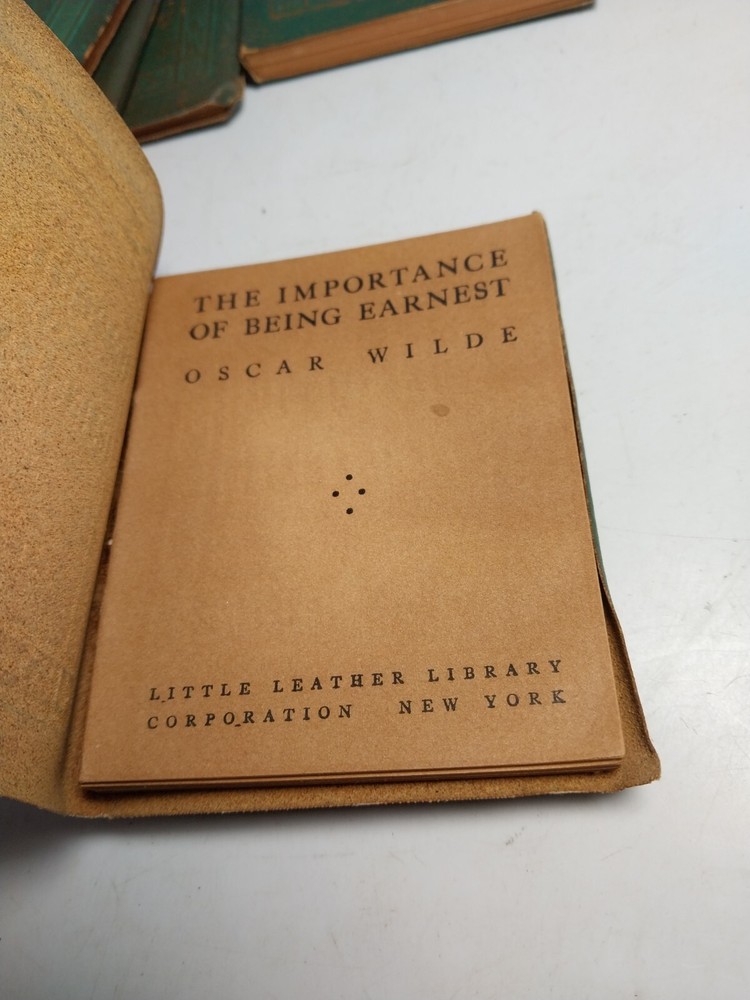 THE IMPORTANCE
OF BEING EARNEST
OSCAR WILDE
LITTLE LEATHER LIBRARY
CORPORATION NEW YORK